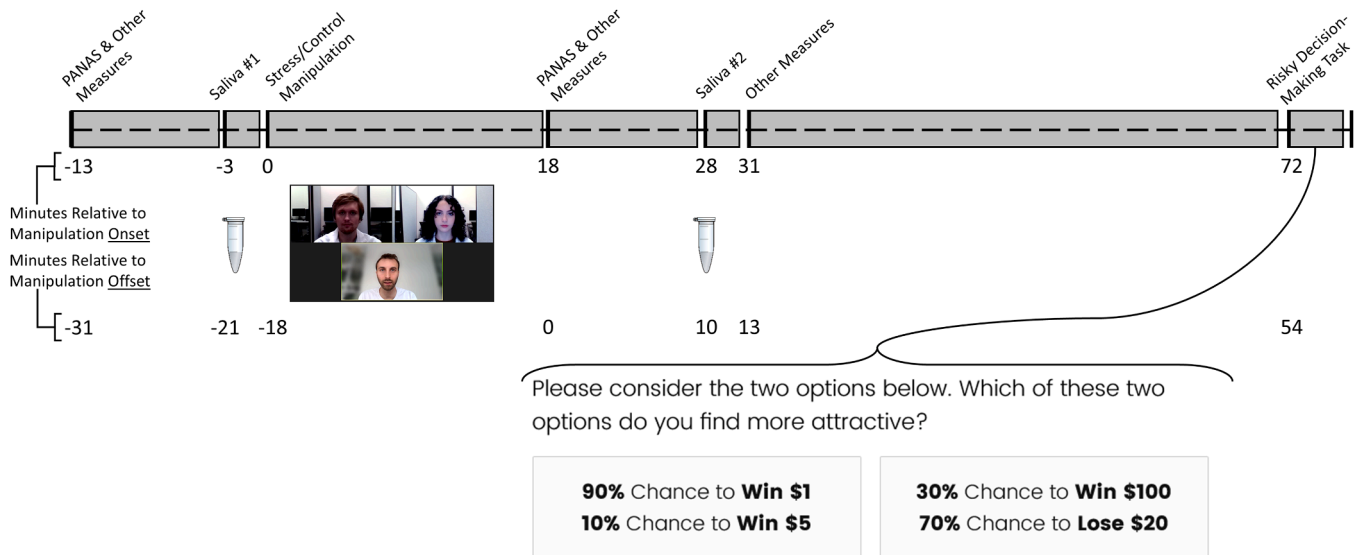 PANAS & Other
Measures
Saliva #1
Stress/Control
Manipulation
PANAS & Other
Measures
Saliva #2
Other Measures
Risky Decision-
Making Task
-13
-3
0
18
28
31
72
Minutes Relative to
Manipulation Onset
Minutes Relative to
Manipulation Offset
-31
-21
-18
0
10
13
54
Please consider the two options below. Which of these two
options do you find more attractive?
90% Chance to Win $1
10% Chance to Win $5
30% Chance to Win $100
70% Chance to Lose $20